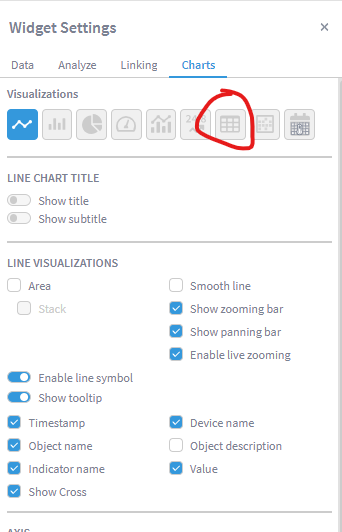 Widget Settings ×
Data Analyze Linking Charts
Visualizations
LINE CHART TITLE
Show title
Show subtitle
LINE VISUALIZATIONS
Area Smooth line
Stack Show zooming bar
Show panning bar
Enable live zooming
Enable line symbol
Show tooltip
Timestamp Device name
Object name Object description
Indicator name Value
Show Cross